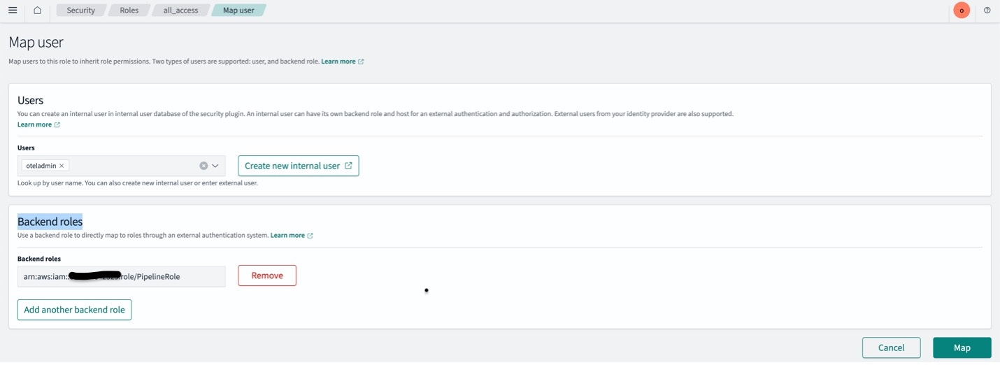 Security Roles all_access Map user o
Map user
Map users to this role to inherit role permissions. Two types of users are supported: user, and backend role. Learn more
Users
You can create an internal user in internal user database of the security plugin. An internal user can have its own backend role and host for an external authentication and authorization. External users from your identity provider are also supported.
Learn more
Users
oteladmin
Create new internal user
Look up by user name. You can also create new internal user or enter external user.
Backend roles
Use a backend role to directly map to roles through an external authentication system. Learn more
Backend roles
arn:aws:iam:: :role/PipelineRole
Remove
Add another backend role
Cancel Map